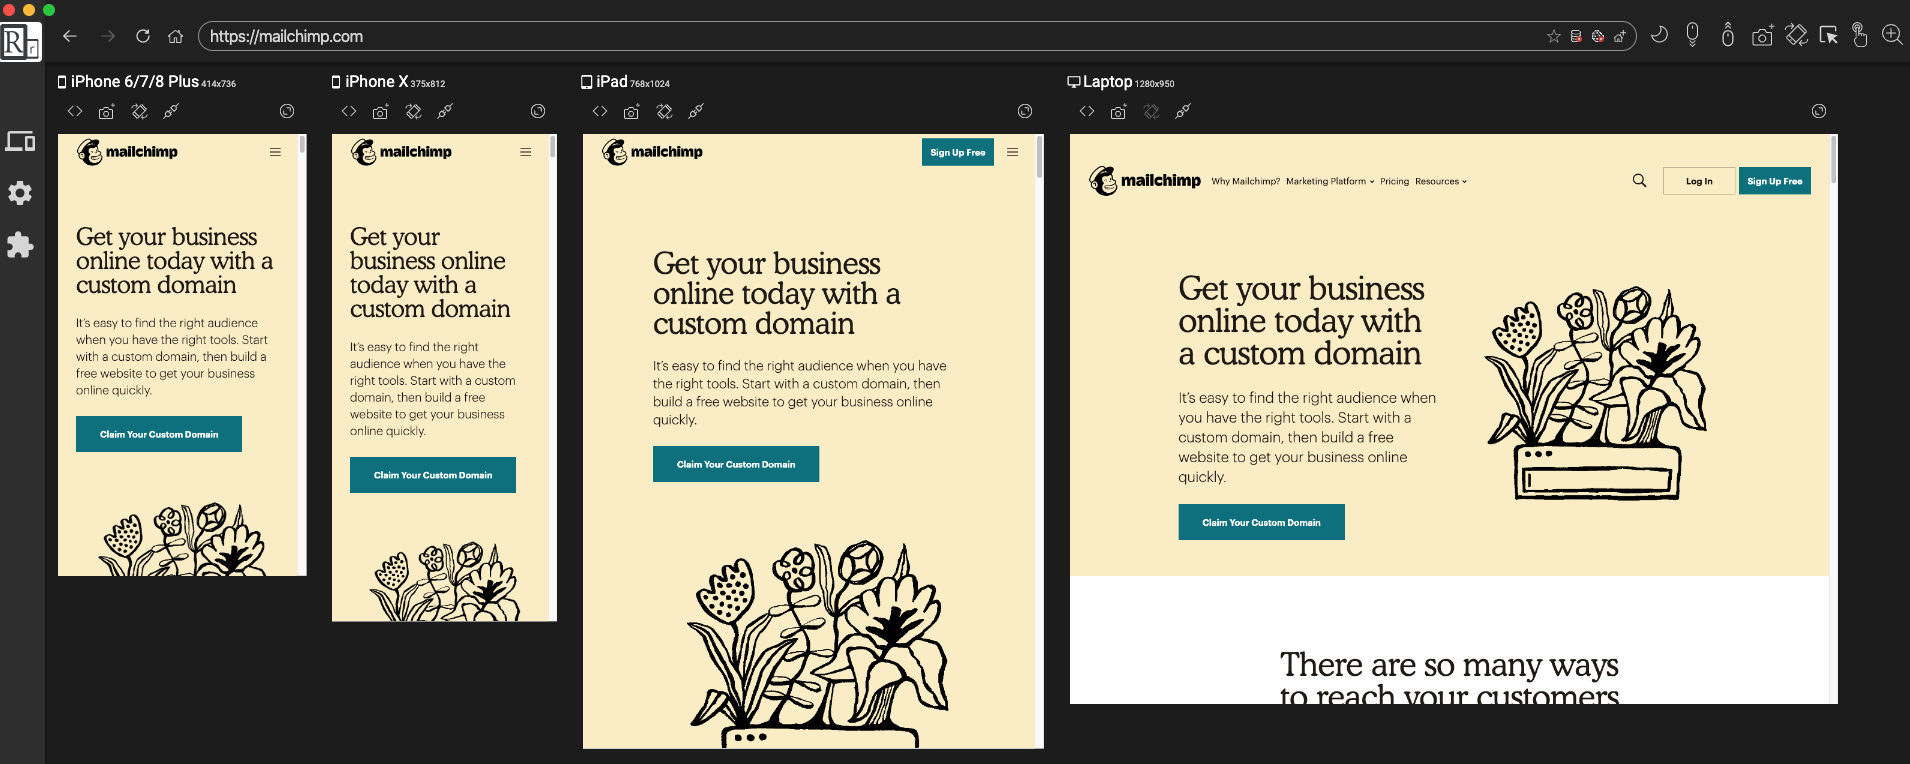 Rr
https://mailchimp.com
iPhone 6/7/8 Plus 414x736
mailchimp
Get your business
online today with a
custom domain
It's easy to find the right audience
when you have the right tools. Start
with a custom domain, then build a
free website to get your business
online quickly.
Claim Your Custom Domain
iPhone X 375x812
mailchimp
Get your
business online
today with a
custom domain
It's easy to find the right
audience when you have the
right tools. Start with a custom
domain, then build a free
website to get your business
online quickly.
Claim Your Custom Domain
iPad 768x1024
mailchimp
Sign Up Free
Get your business
online today with a
custom domain
It's easy to find the right audience when you have
the right tools. Start with a custom domain, then
build a free website to get your business online
quickly.
Claim Your Custom Domain
Laptop 1280x950
mailchimp Why Mailchimp? Marketing Platform Pricing Resources Log In Sign Up Free
Get your business
online today with
a custom domain
It's easy to find the right audience when
you have the right tools. Start with a
custom domain, then build a free
website to get your business online
quickly.
Claim Your Custom Domain
There are so many ways
to reach your customers